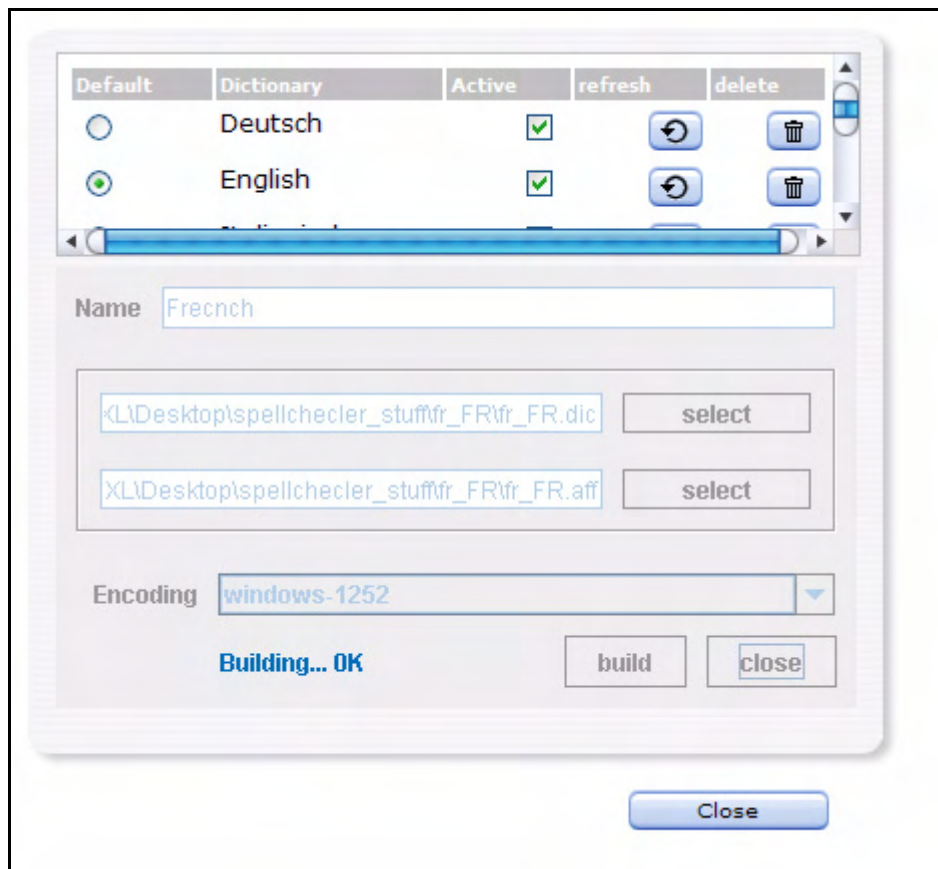 Default Dictionary Active refresh delete
Deutsch
English
Name Frecnch
XL\Desktop\spellchecler_stuff\fr_FR\fr_FR.dic select
XL\Desktop\spellchecler_stuff\fr_FR\fr_FR.aff select
Encoding windows-1252
Building... 0K build close
Close